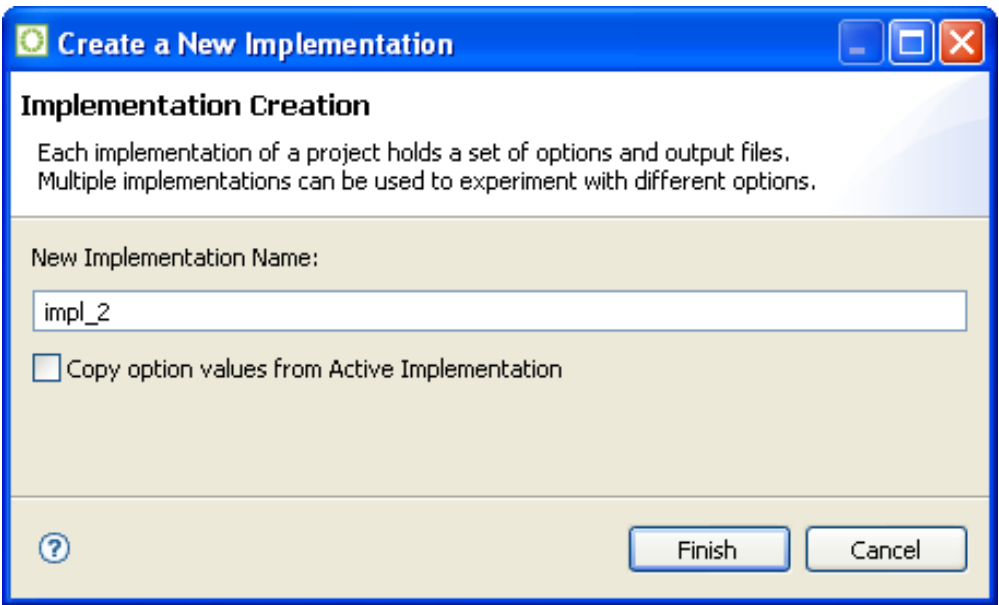 Create a New Implementation
Implementation Creation
Each implementation of a project holds a set of options and output files.
Multiple implementations can be used to experiment with different options.
New Implementation Name:
impl_2
Copy option values from Active Implementation
?
Finish
Cancel